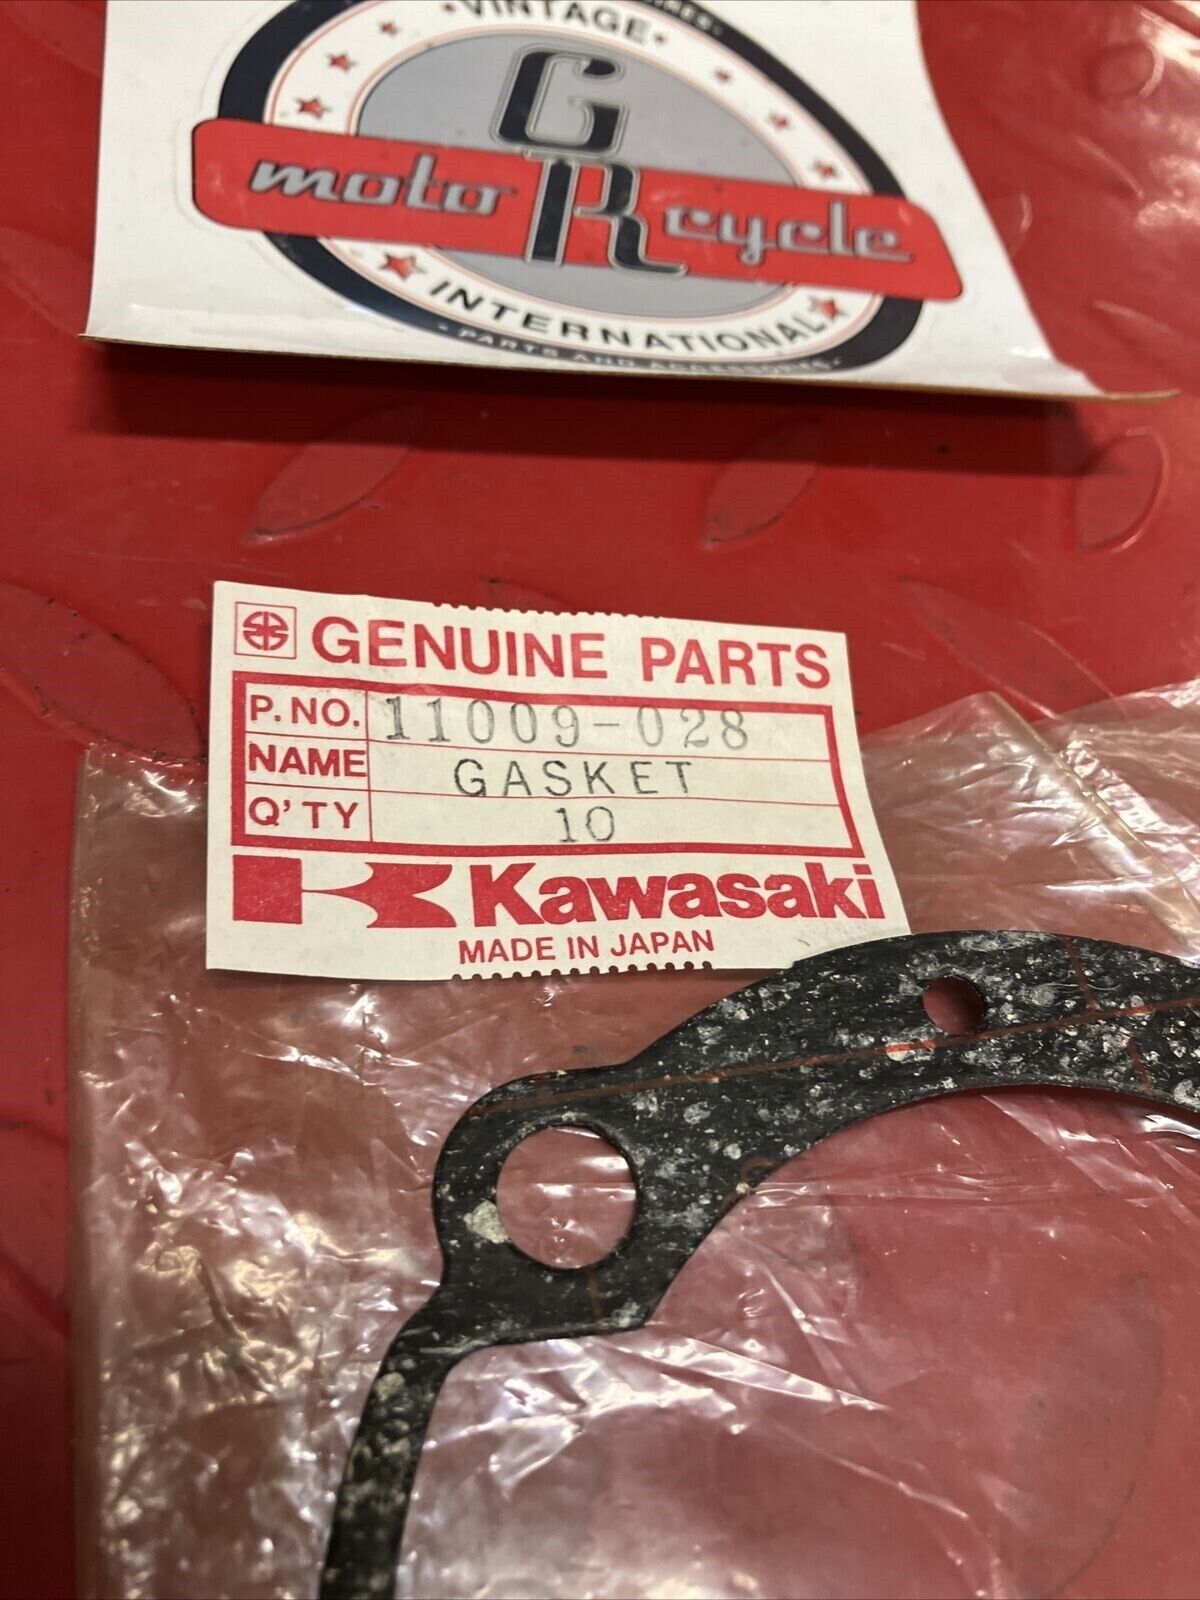 ·VINTAGE·
G
moto R cycle
INTERNATIONAL
· PARTS AND ACCESSORIES ·
GENUINE PARTS
P.NO. 11009-028
NAME GASKET
Q'TY 10
Kawasaki
MADE IN JAPAN